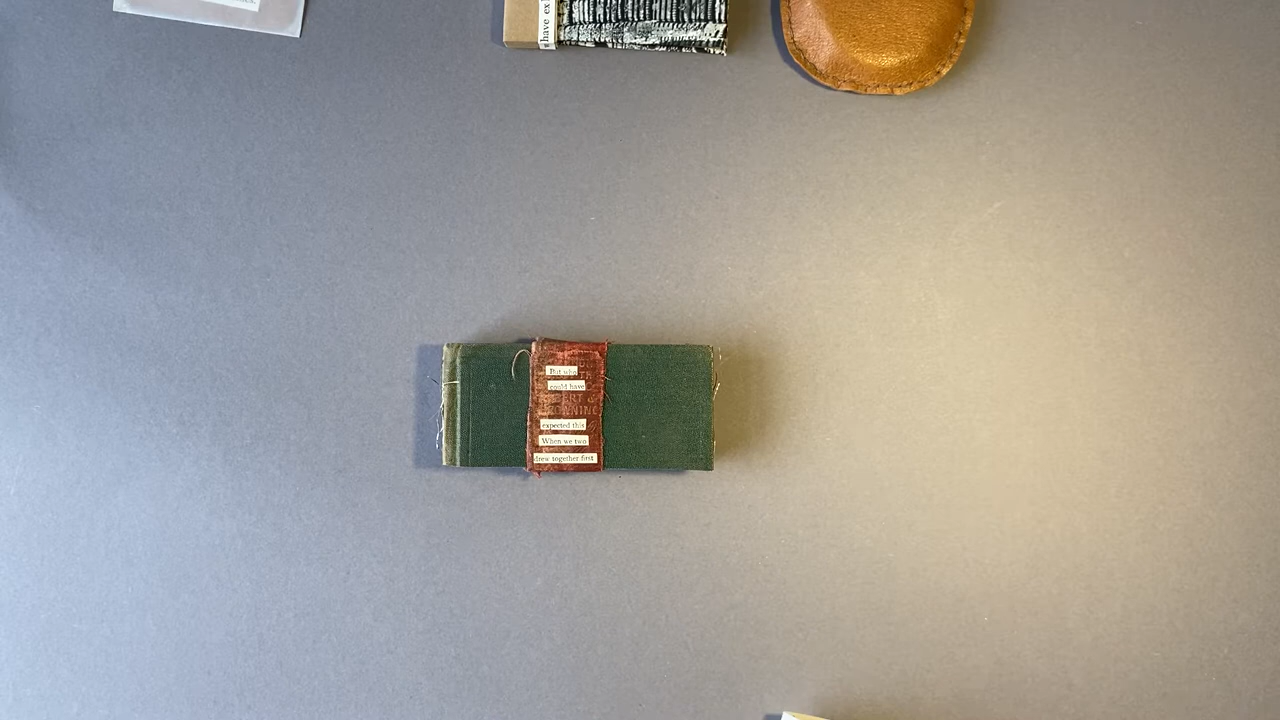 have ex
But who
could have
expected this
When we two
drew together first